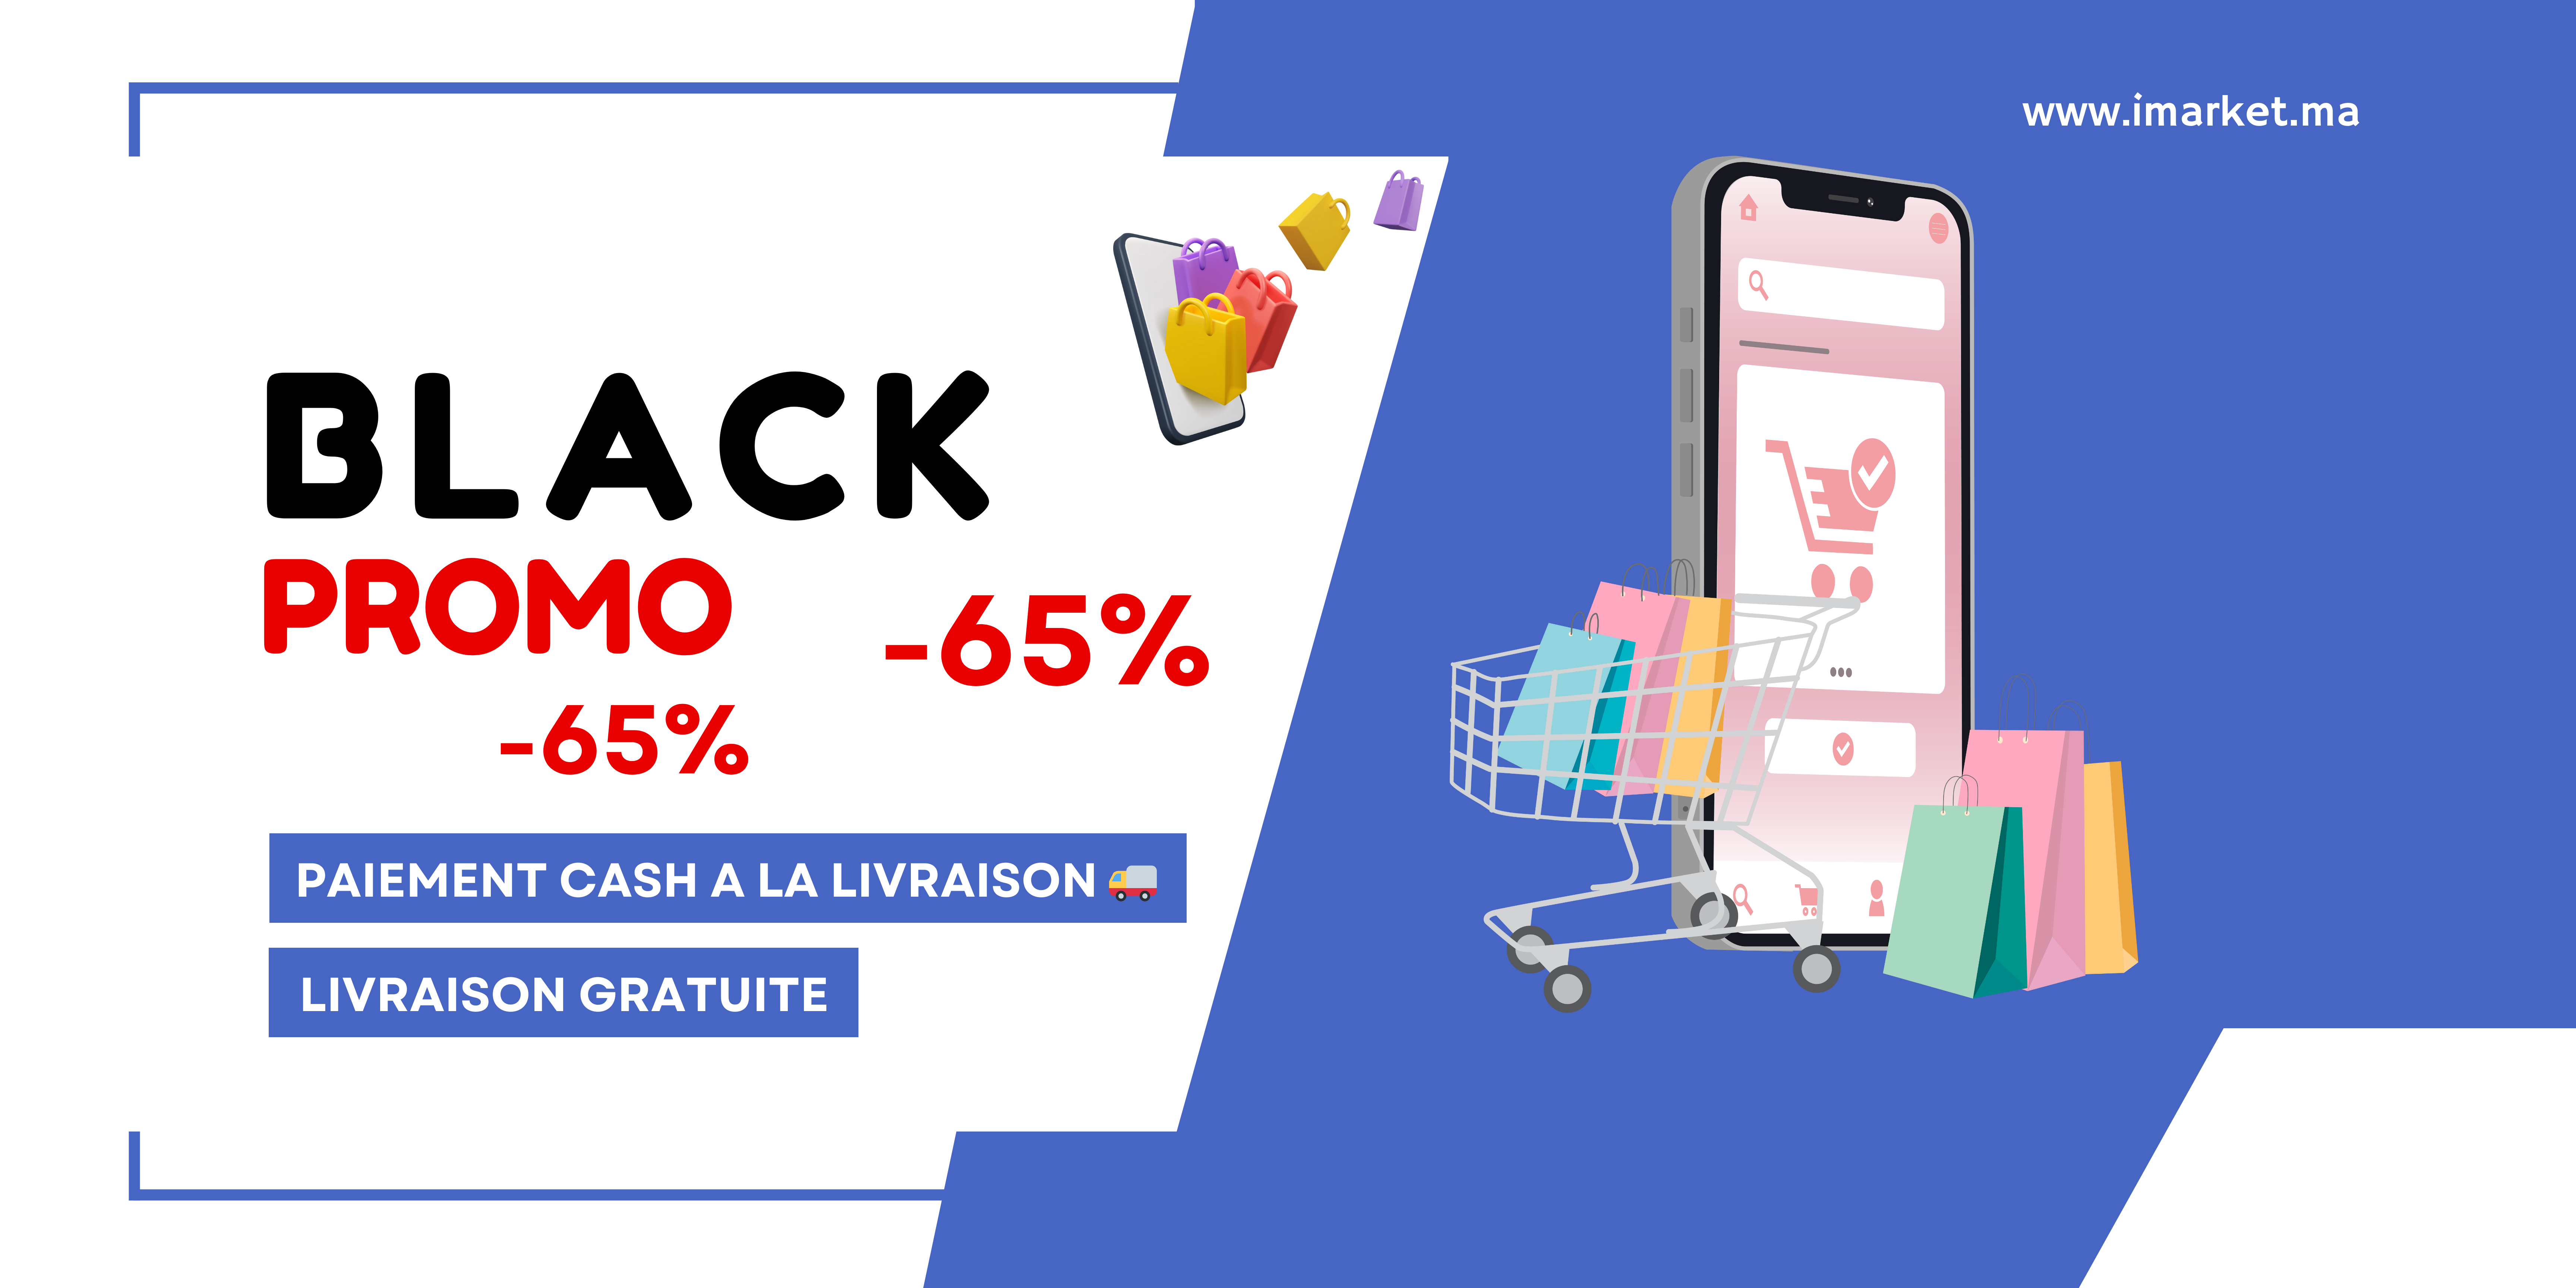 www.imarket.ma
BLACK
PROMO
-65%
-65%
PAIEMENT CASH A LA LIVRAISON 🚚
LIVRAISON GRATUITE